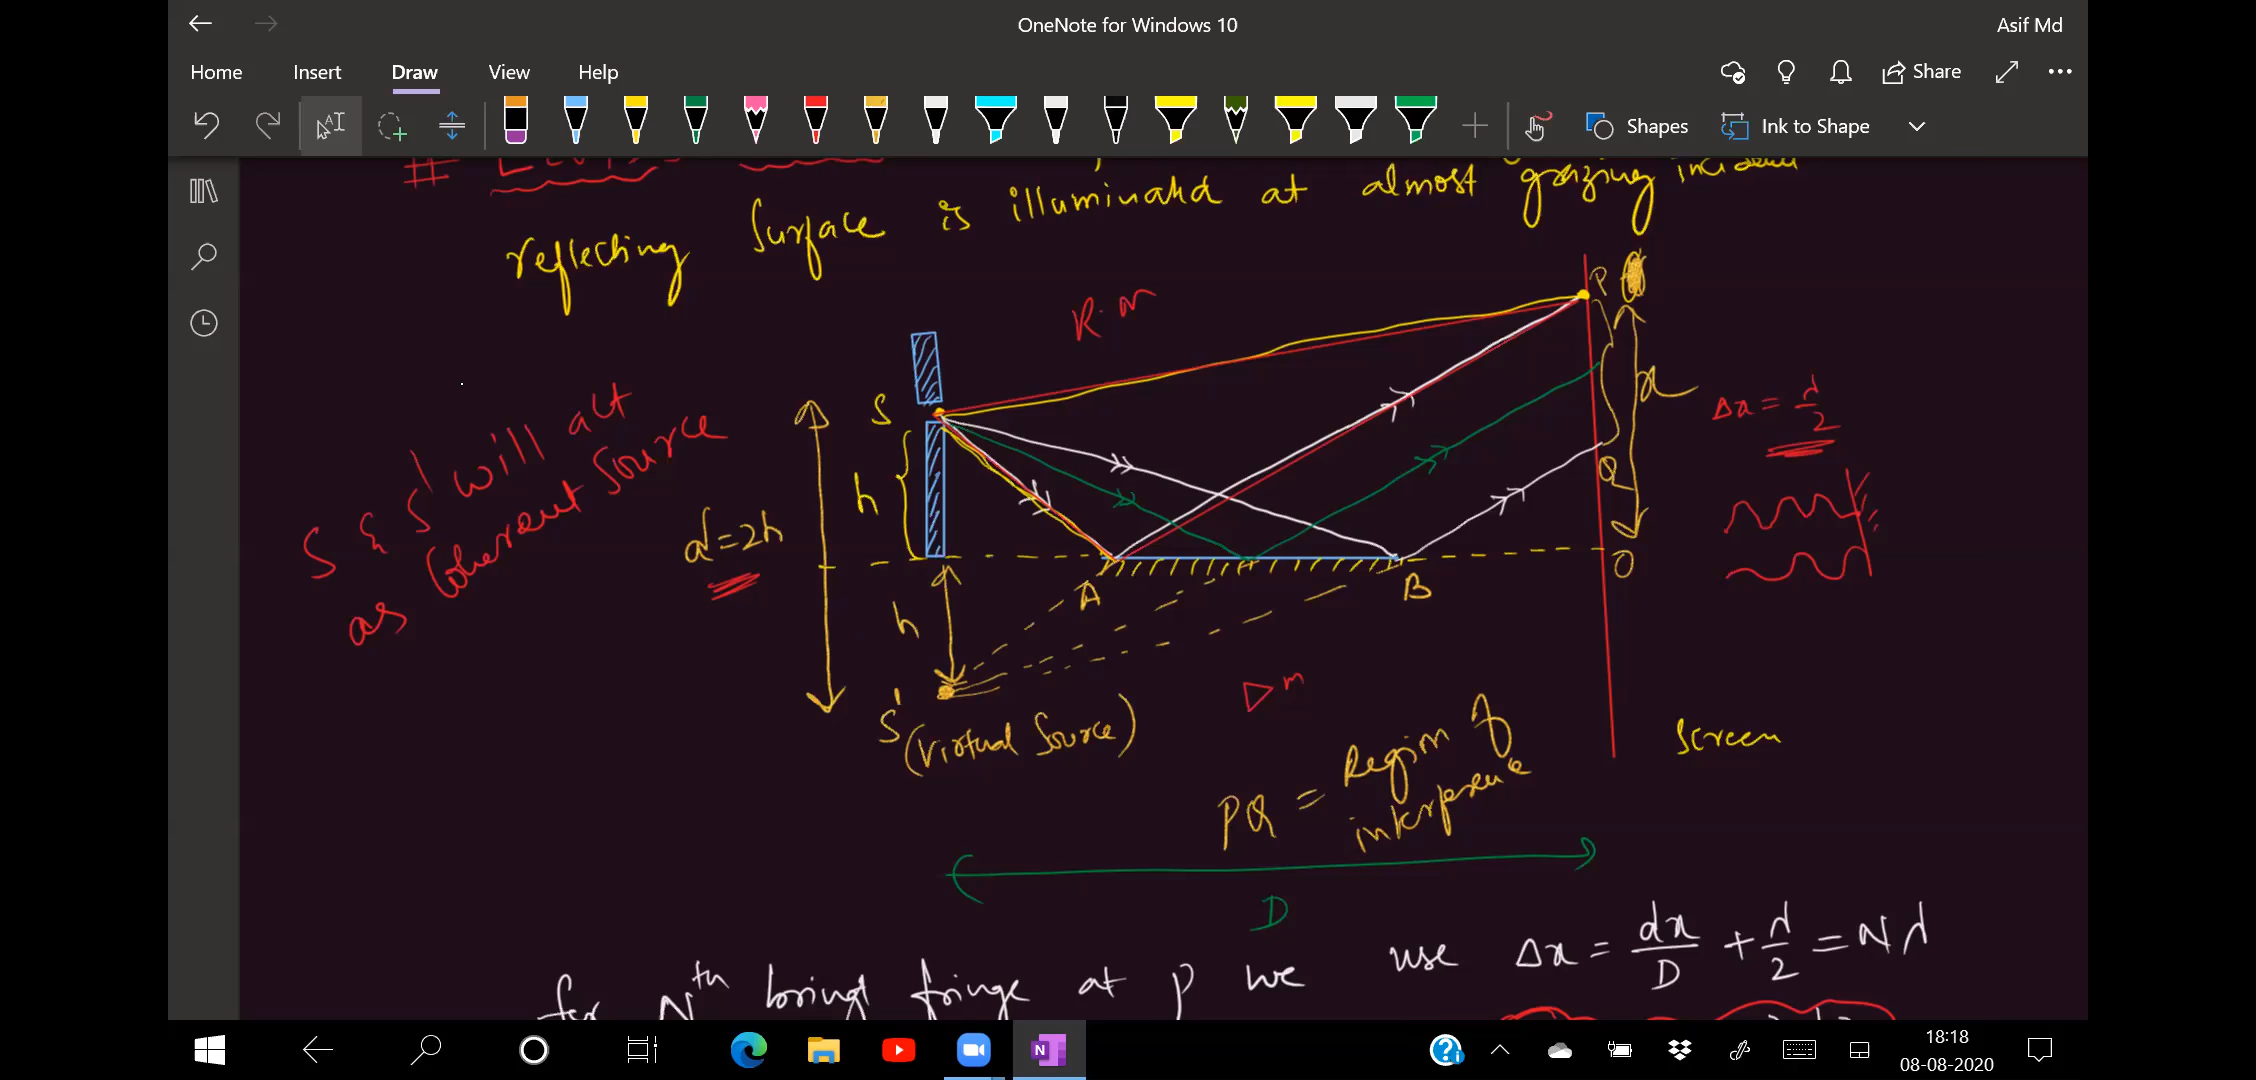 OneNote for Windows 10
Asif Md
Home Insert Draw View Help
Share
Shapes
Ink to Shape
#
reflecting Surface is illuminated at almost grazing
R.m
P
S
x
Δx = λ/2
S & S' will act
as Coherent Source
h
d = 2h
Q
O
A
B
h
S' (Virtual Source)
m
Screen
PQ = Region of
interference
D
for Nth bright fringe at P we use Δx = dx/D + λ/2 = Nλ
18:18
08-08-2020